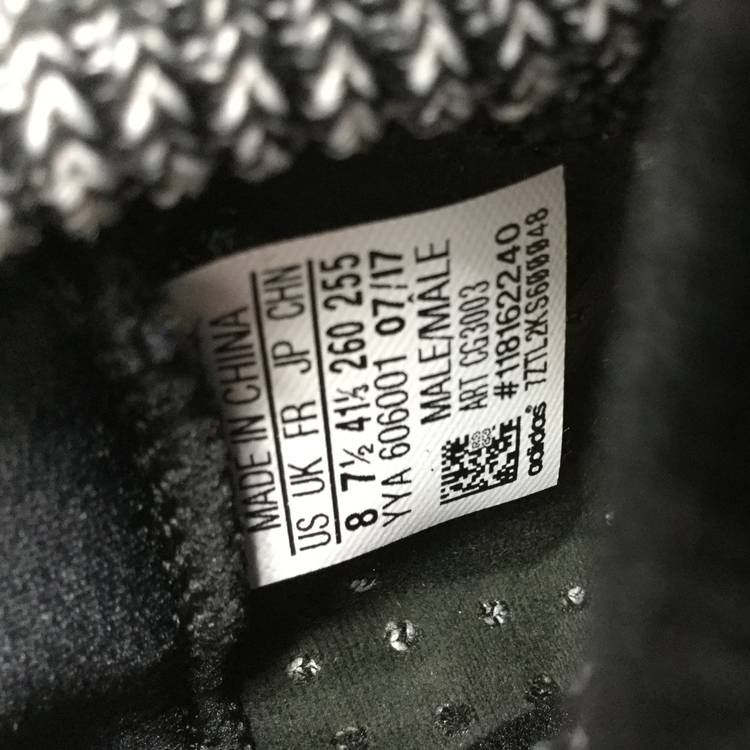 MADE IN CHINA
US UK FR JP CHN
8 7½ 41⅓ 260 255
YYA 606001 07/17
MALE/MÂLE
ART CG3003
#118162240
adidas 7ZTL2KS600048